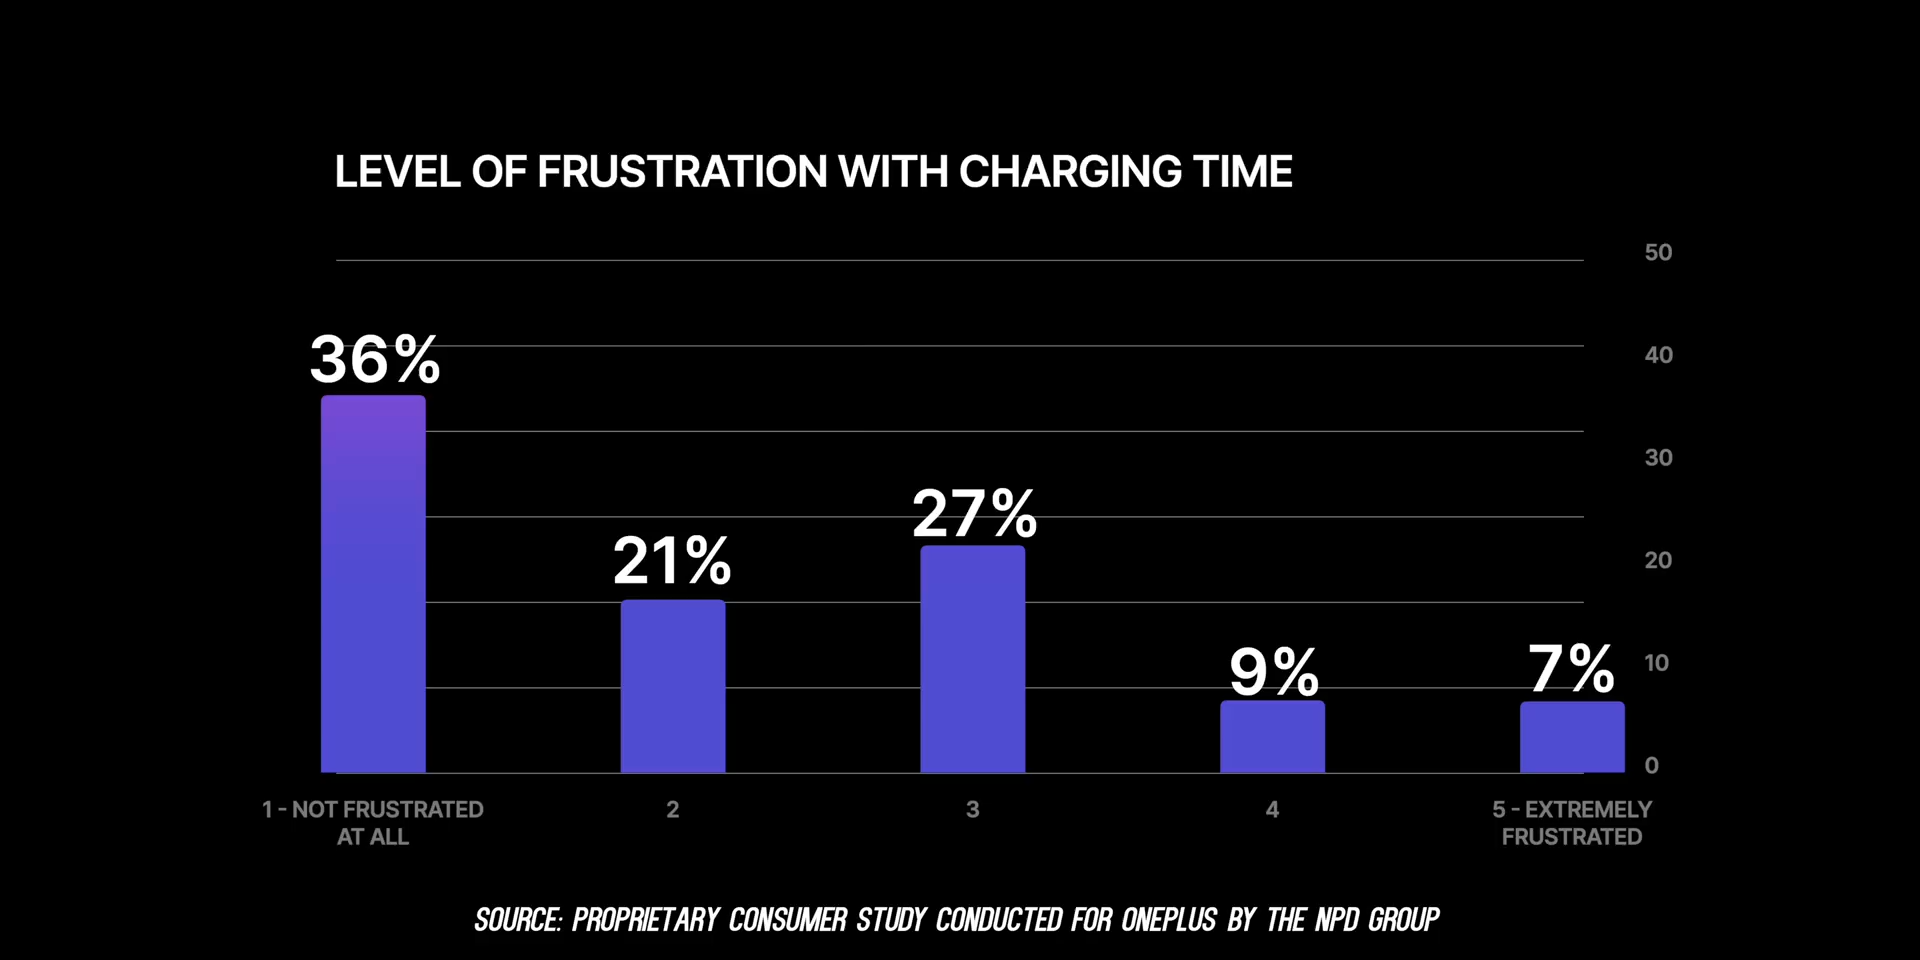 LEVEL OF FRUSTRATION WITH CHARGING TIME
50
40
30
20
10
0
36%
21%
27%
9%
7%
1 - NOT FRUSTRATED
AT ALL
2
3
4
5 - EXTREMELY
FRUSTRATED
SOURCE: PROPRIETARY CONSUMER STUDY CONDUCTED FOR ONEPLUS BY THE NPD GROUP